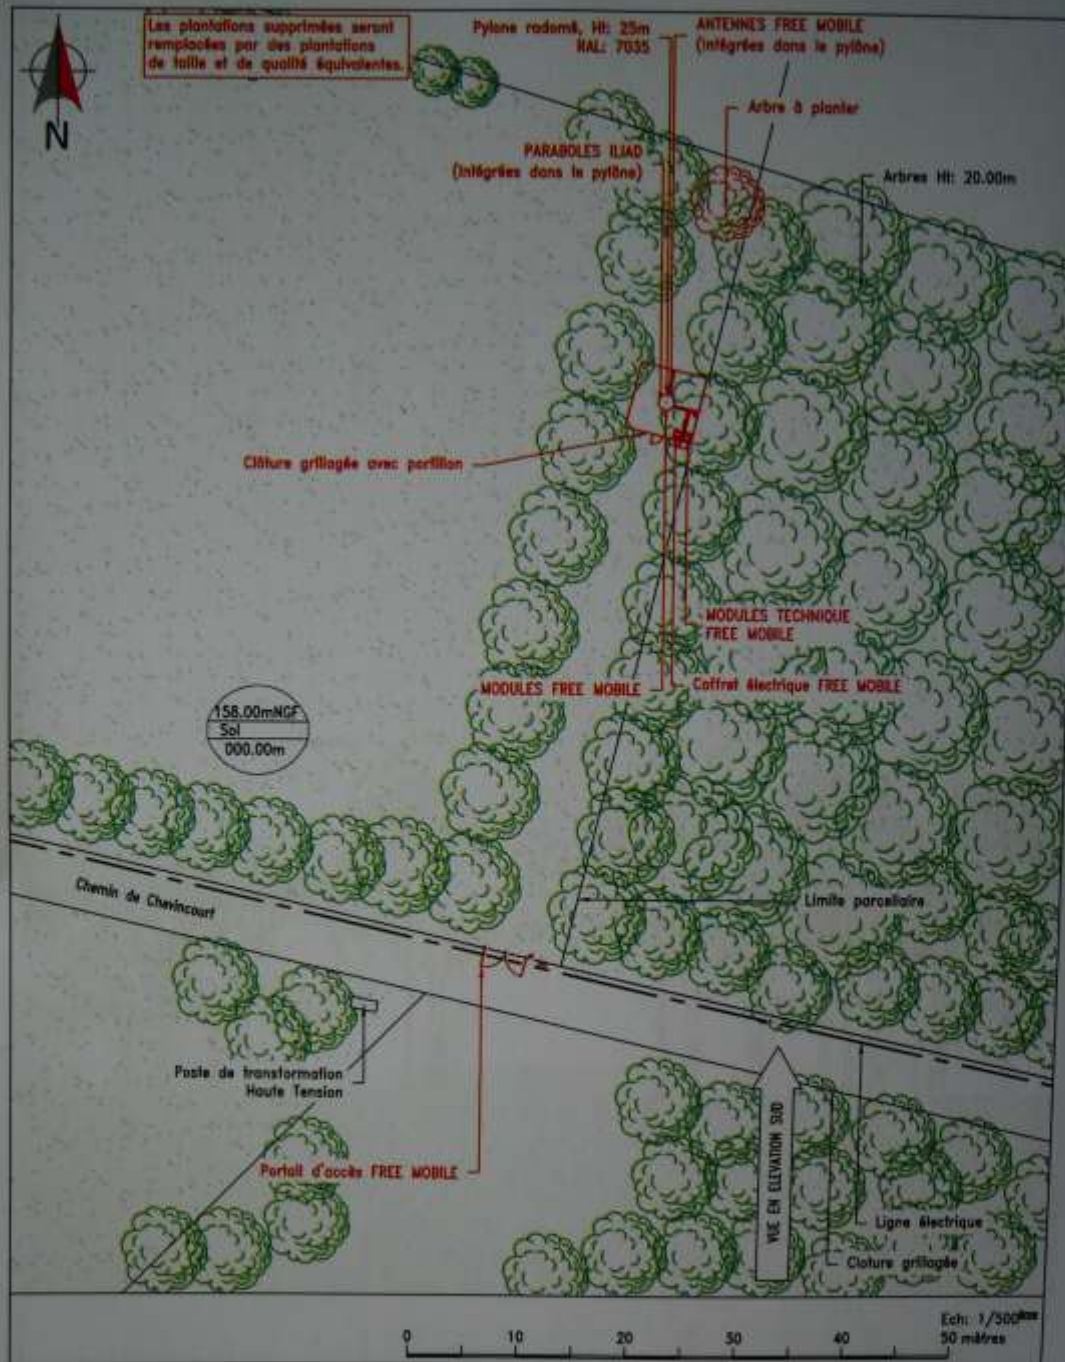 Les plantations supprimées seront
remplacées par des plantations
de taille et de qualité équivalentes.
Pylone radomé, Ht: 25m
RAL: 7035
ANTENNES FREE MOBILE
(intégrées dans le pylône)
N
Arbre à planter
PARABOLES ILIAD
(intégrées dans le pylône)
Arbres Ht: 20.00m
Clôture grillagée avec portillon
MODULES TECHNIQUE
FREE MOBILE
MODULES FREE MOBILE
Coffret électrique FREE MOBILE
158.00mNGF
Sol
000.00m
Chemin de Chavincourt
Limite parcellaire
Poste de transformation
Haute Tension
Portail d'accès FREE MOBILE
VUE EN ELEVATION SUD
Ligne électrique
Cloture grillagée
Ech: 1/500
0 10 20 30 40 50 mètres